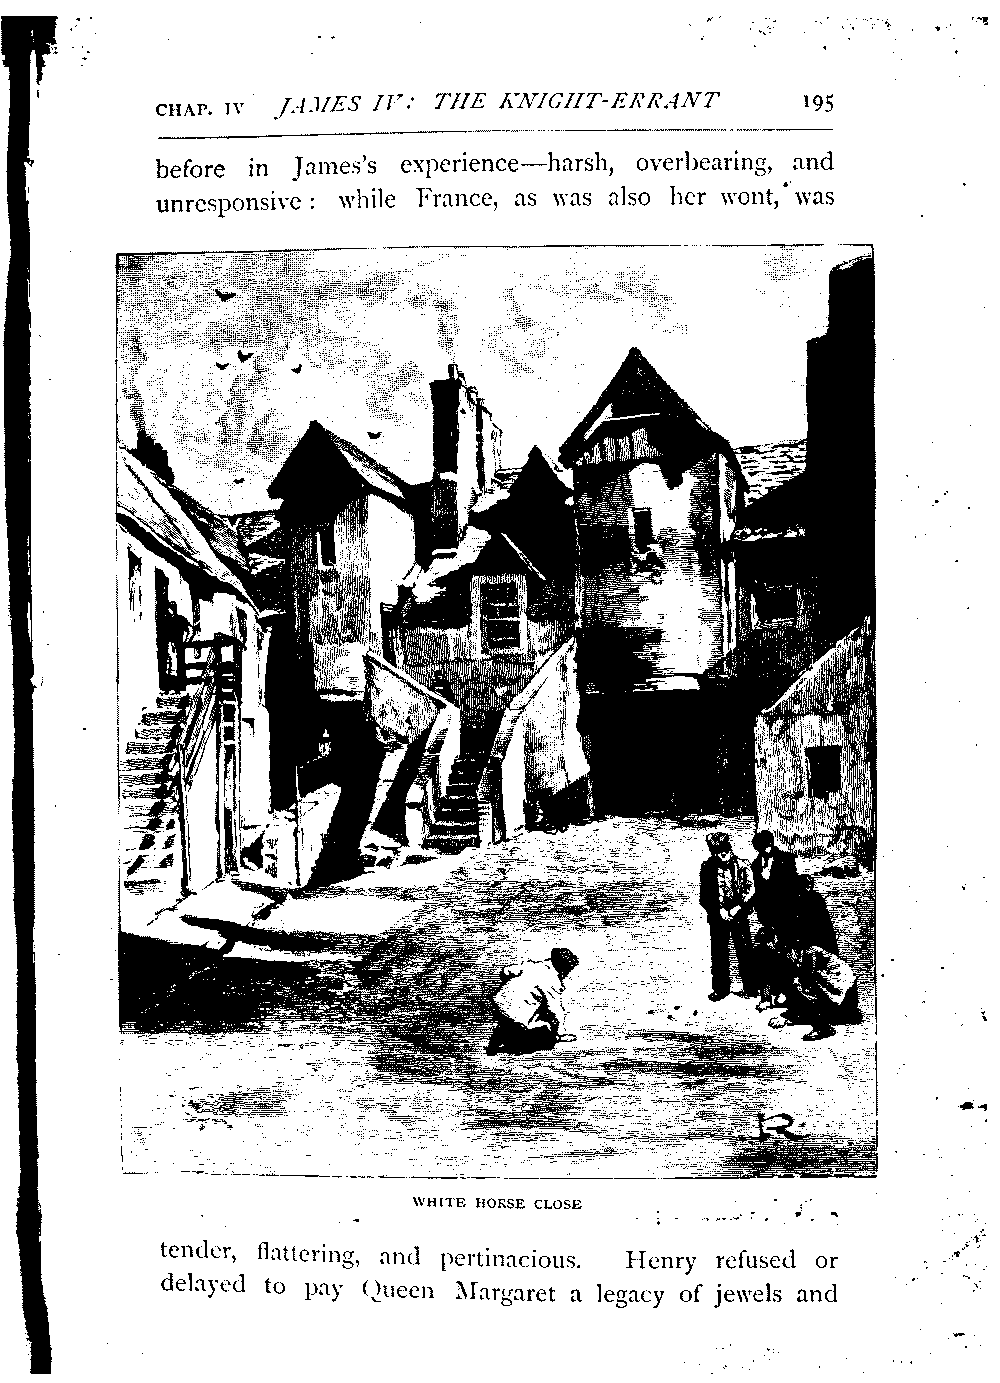 CHAP. IV JAMES IV: THE KNIGHT-ERRANT 195
before in James's experience—harsh, overbearing, and
unresponsive: while France, as was also her wont, was
R
WHITE HORSE CLOSE
tender, flattering, and pertinacious. Henry refused or
delayed to pay Queen Margaret a legacy of jewels and